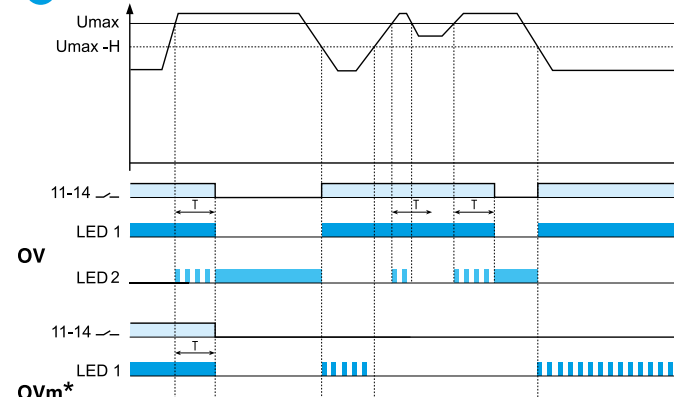 Umax
Umax -H
11-14
T
T
T
LED 1
OV
LED 2
11-14
T
LED 1
OVm*